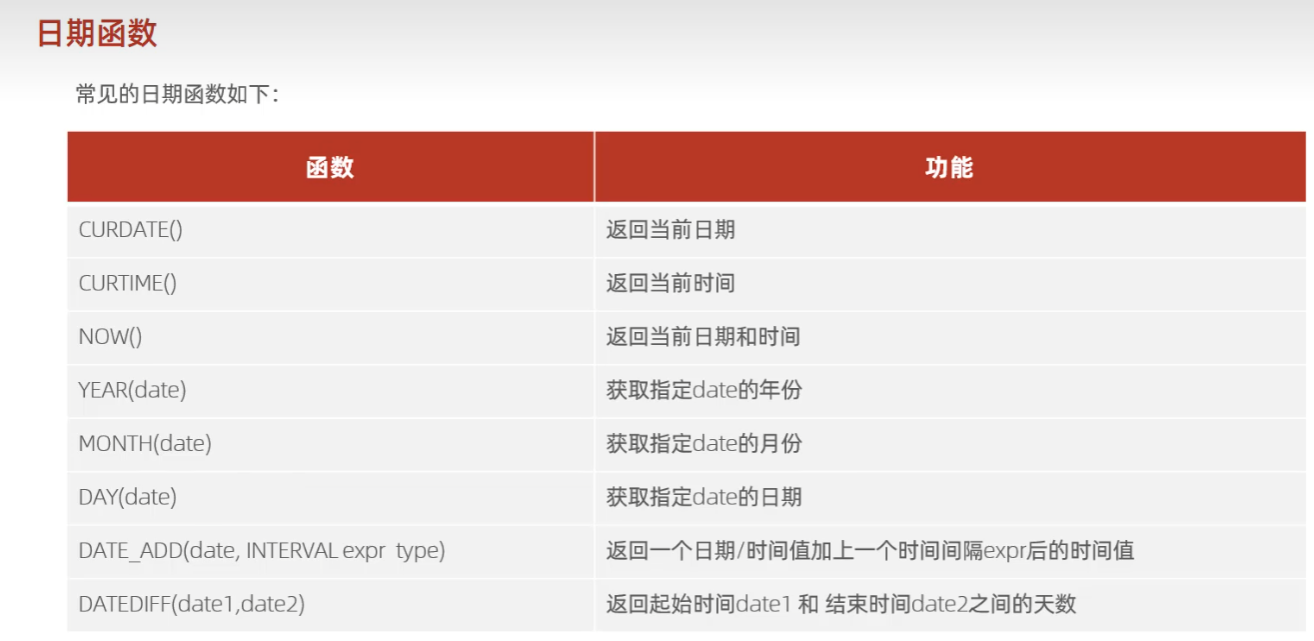 日期函数
常见的日期函数如下：
函数 功能
CURDATE() 返回当前日期
CURTIME() 返回当前时间
NOW() 返回当前日期和时间
YEAR(date) 获取指定date的年份
MONTH(date) 获取指定date的月份
DAY(date) 获取指定date的日期
DATE_ADD(date, INTERVAL expr type) 返回一个日期/时间值加上一个时间间隔expr后的时间值
DATEDIFF(date1,date2) 返回起始时间date1 和 结束时间date2之间的天数